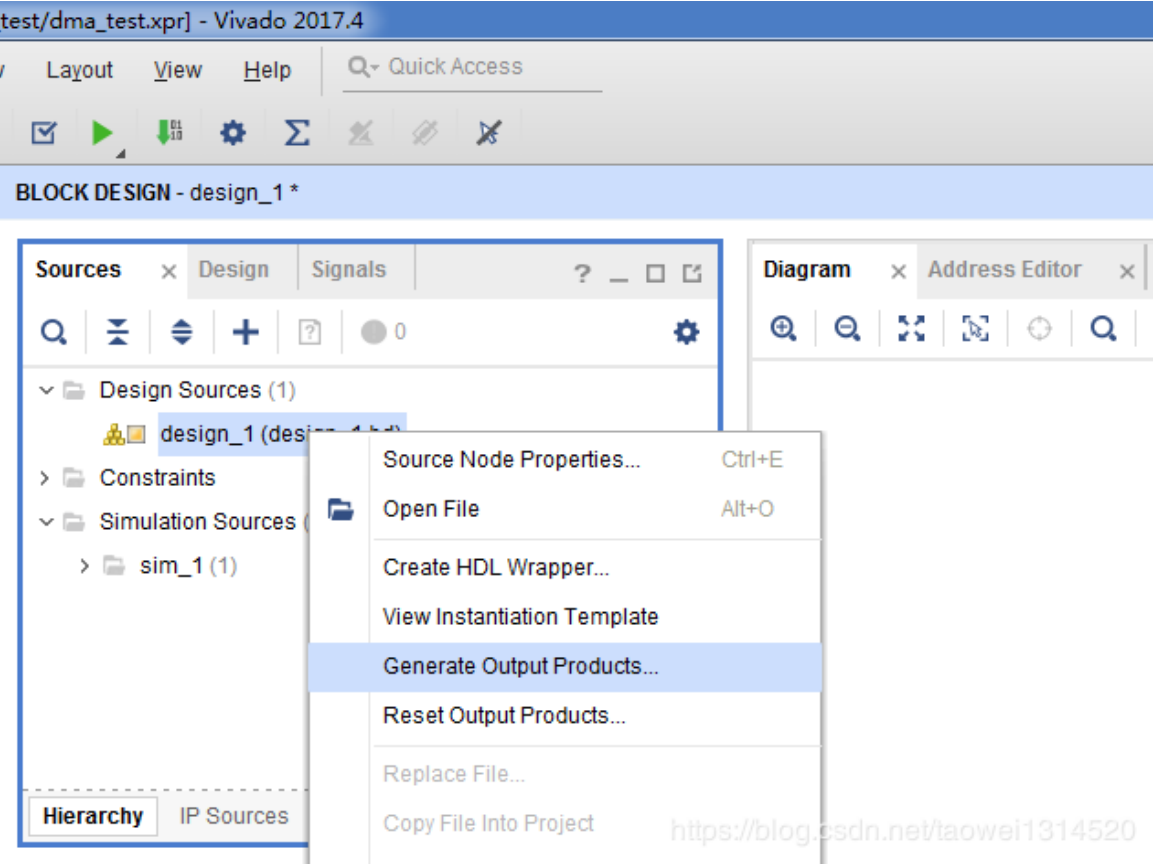 test/dma_test.xpr] - Vivado 2017.4
Layout View Help Quick Access
BLOCK DESIGN - design_1 *
Sources Design Signals ?
Diagram Address Editor
0
Design Sources (1)
design_1
Constraints
Simulation Sources
sim_1 (1)
Hierarchy IP Sources
Source Node Properties... Ctrl+E
Open File Alt+O
Create HDL Wrapper...
View Instantiation Template
Generate Output Products...
Reset Output Products...
Replace File...
Copy File Into Project
https://blog.csdn.net/taowei1314520